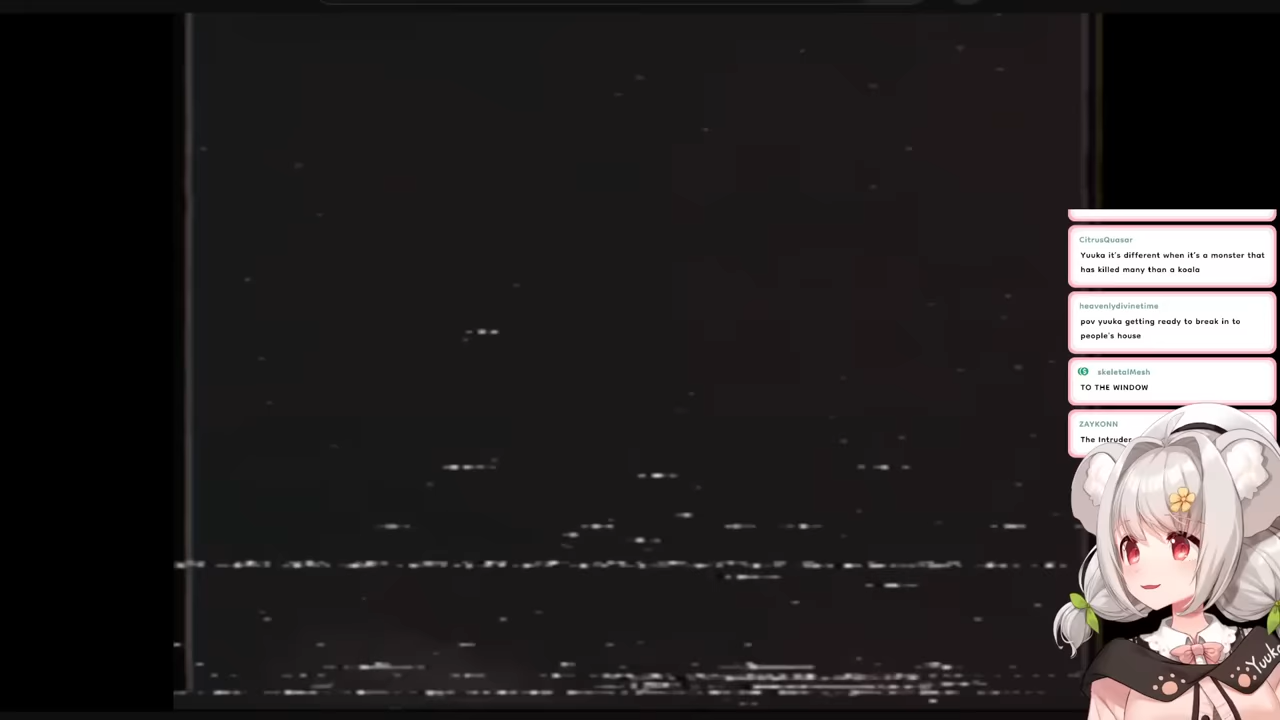 CitrusQuasar
Yuuka it's different when it's a monster that
has killed many than a koala
heavenlydivinetime
pov yuuka getting ready to break in to
people's house
skeletalMesh
TO THE WINDOW
ZAYKONN
The Intruder
Yuuka